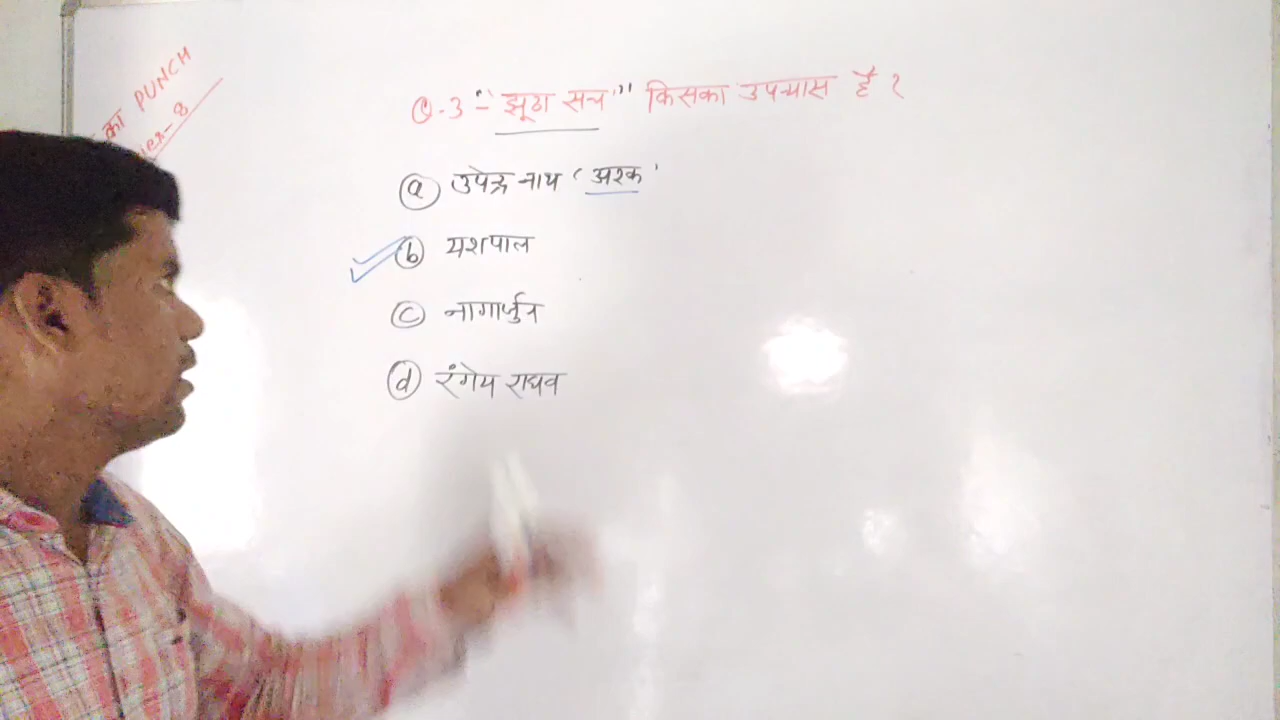 का PUNCH
Q.3 - "झूठा सच" किसका उपन्यास है ?
(a) उपेन्द्र नाथ 'अश्क'
(b) यशपाल
(c) नागार्जुन
(d) रंगेय राघव